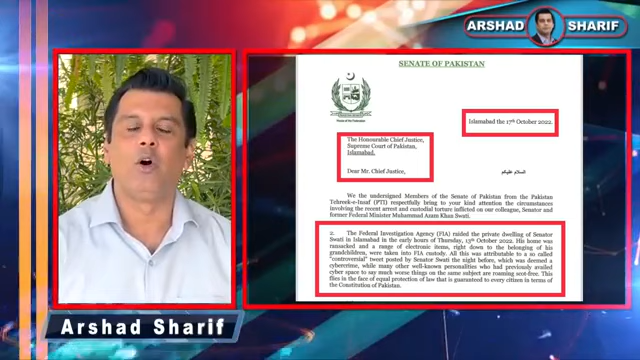 ARSHAD SHARIF
SENATE OF PAKISTAN
Islamabad the 17th October 2022.
The Honourable Chief Justice,
Supreme Court of Pakistan,
Islamabad.
Dear Mr. Chief Justice,
السلام علیکم
We the undersigned Members of the Senate of Pakistan from the Pakistan
Tehreek-e-Insaf (PTI) respectfully bring to your kind attention the circumstances
involving the recent arrest and custodial torture inflicted on our colleague, Senator and
former Federal Minister Muhammad Azam Khan Swati.
2. The Federal Investigation Agency (FIA) raided the private dwelling of Senator
Swati in Islamabad in the early hours of Thursday, 13th October 2022. His home was
ransacked and a range of electronic items, right down to the belonging of his
grandchildren, were taken into FIA custody. All this was attributable to a so called
"controversial" tweet posted by Senator Swati the night before, which was deemed a
cybercrime, while many other well-known personalities who had previously availed
cyber space to say much worse things on the same subject are roaming scot-free. This
flies in the face of equal protection of law that is guaranteed to every citizen in terms of
the Constitution of Pakistan.
Arshad Sharif